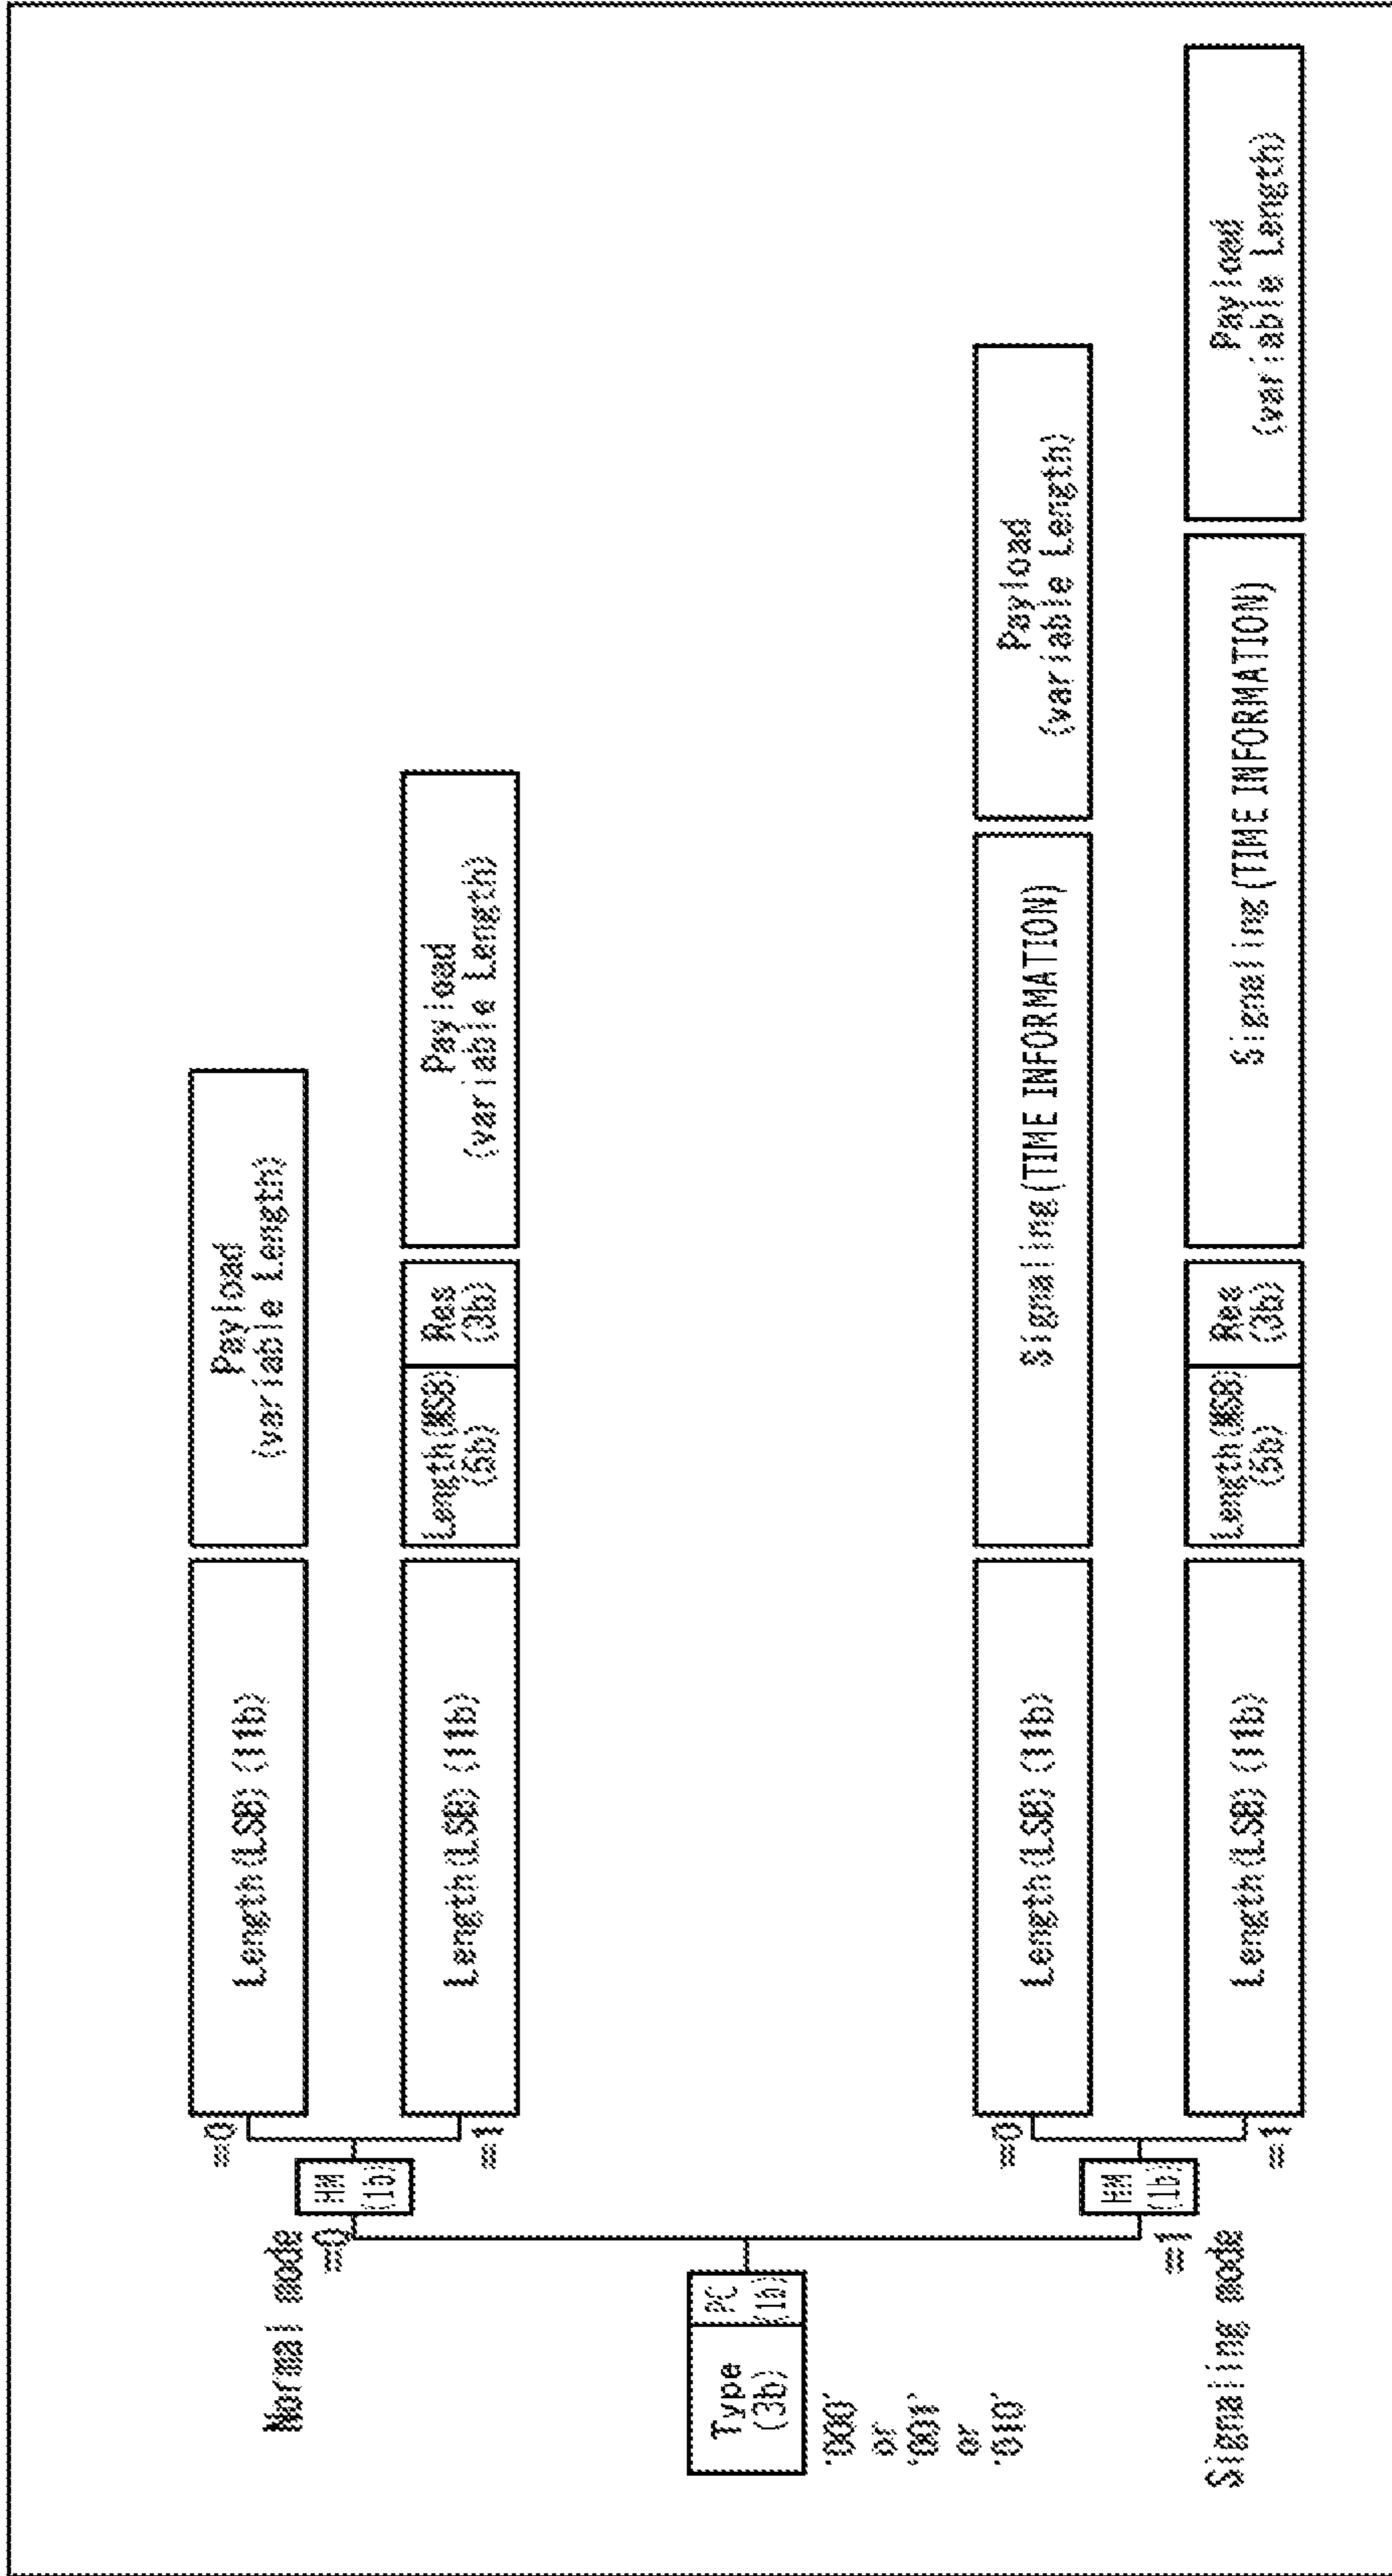 Normal mode
=0
HM
(1b)
=0
Length(LSB) (11b)
Payload
(variable Length)
=1
Length(LSB) (11b)
Length(MSB)
(5b)
Res
(3b)
Payload
(variable Length)
Type
(3b)
PC
(1b)
'000'
or
'001'
or
'010'
=1
Signaling mode
HM
(1b)
=0
Length(LSB) (11b)
Signaling(TIME INFORMATION)
Payload
(variable Length)
=1
Length(LSB) (11b)
Length(MSB)
(5b)
Res
(3b)
Signaling(TIME INFORMATION)
Payload
(variable Length)